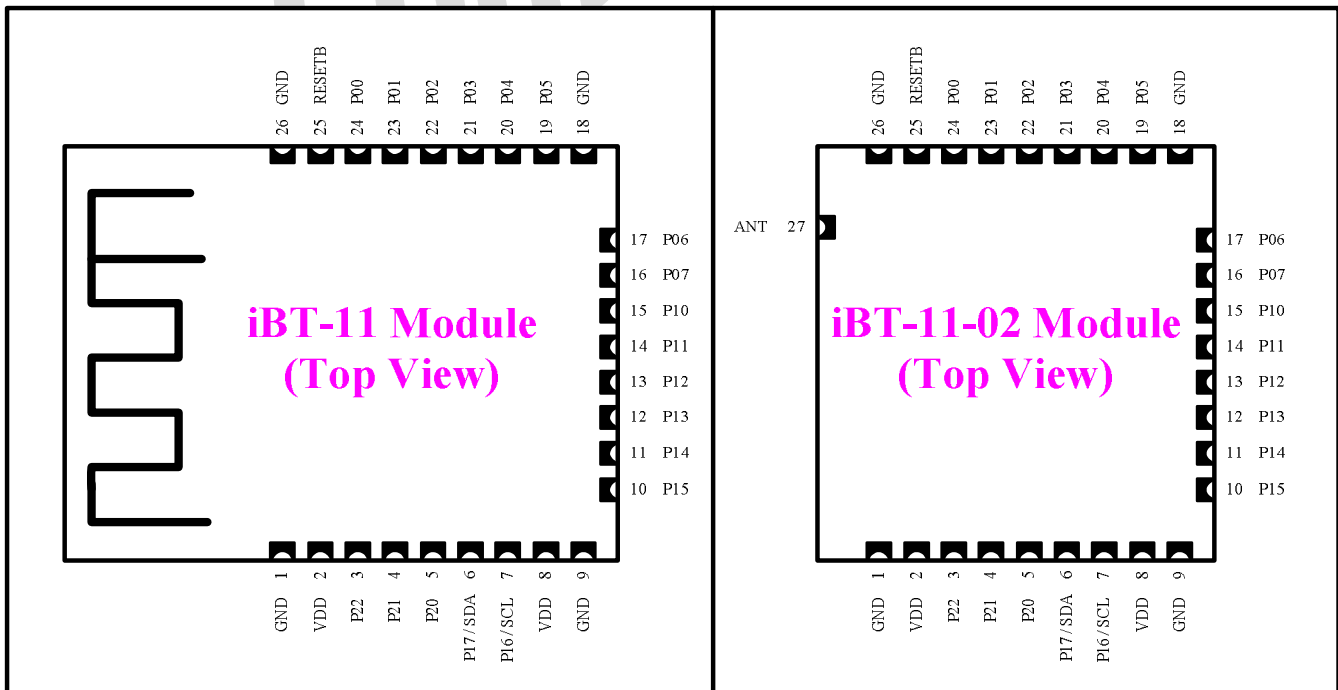 26 GND
25 RESETB
24 P00
23 P01
22 P02
21 P03
20 P04
19 P05
18 GND
17 P06
16 P07
15 P10
14 P11
13 P12
12 P13
11 P14
10 P15
iBT-11 Module
(Top View)
GND 1
VDD 2
P22 3
P21 4
P20 5
P17/SDA 6
P16/SCL 7
VDD 8
GND 9
26 GND
25 RESETB
24 P00
23 P01
22 P02
21 P03
20 P04
19 P05
18 GND
ANT 27
17 P06
16 P07
15 P10
14 P11
13 P12
12 P13
11 P14
10 P15
iBT-11-02 Module
(Top View)
GND 1
VDD 2
P22 3
P21 4
P20 5
P17/SDA 6
P16/SCL 7
VDD 8
GND 9